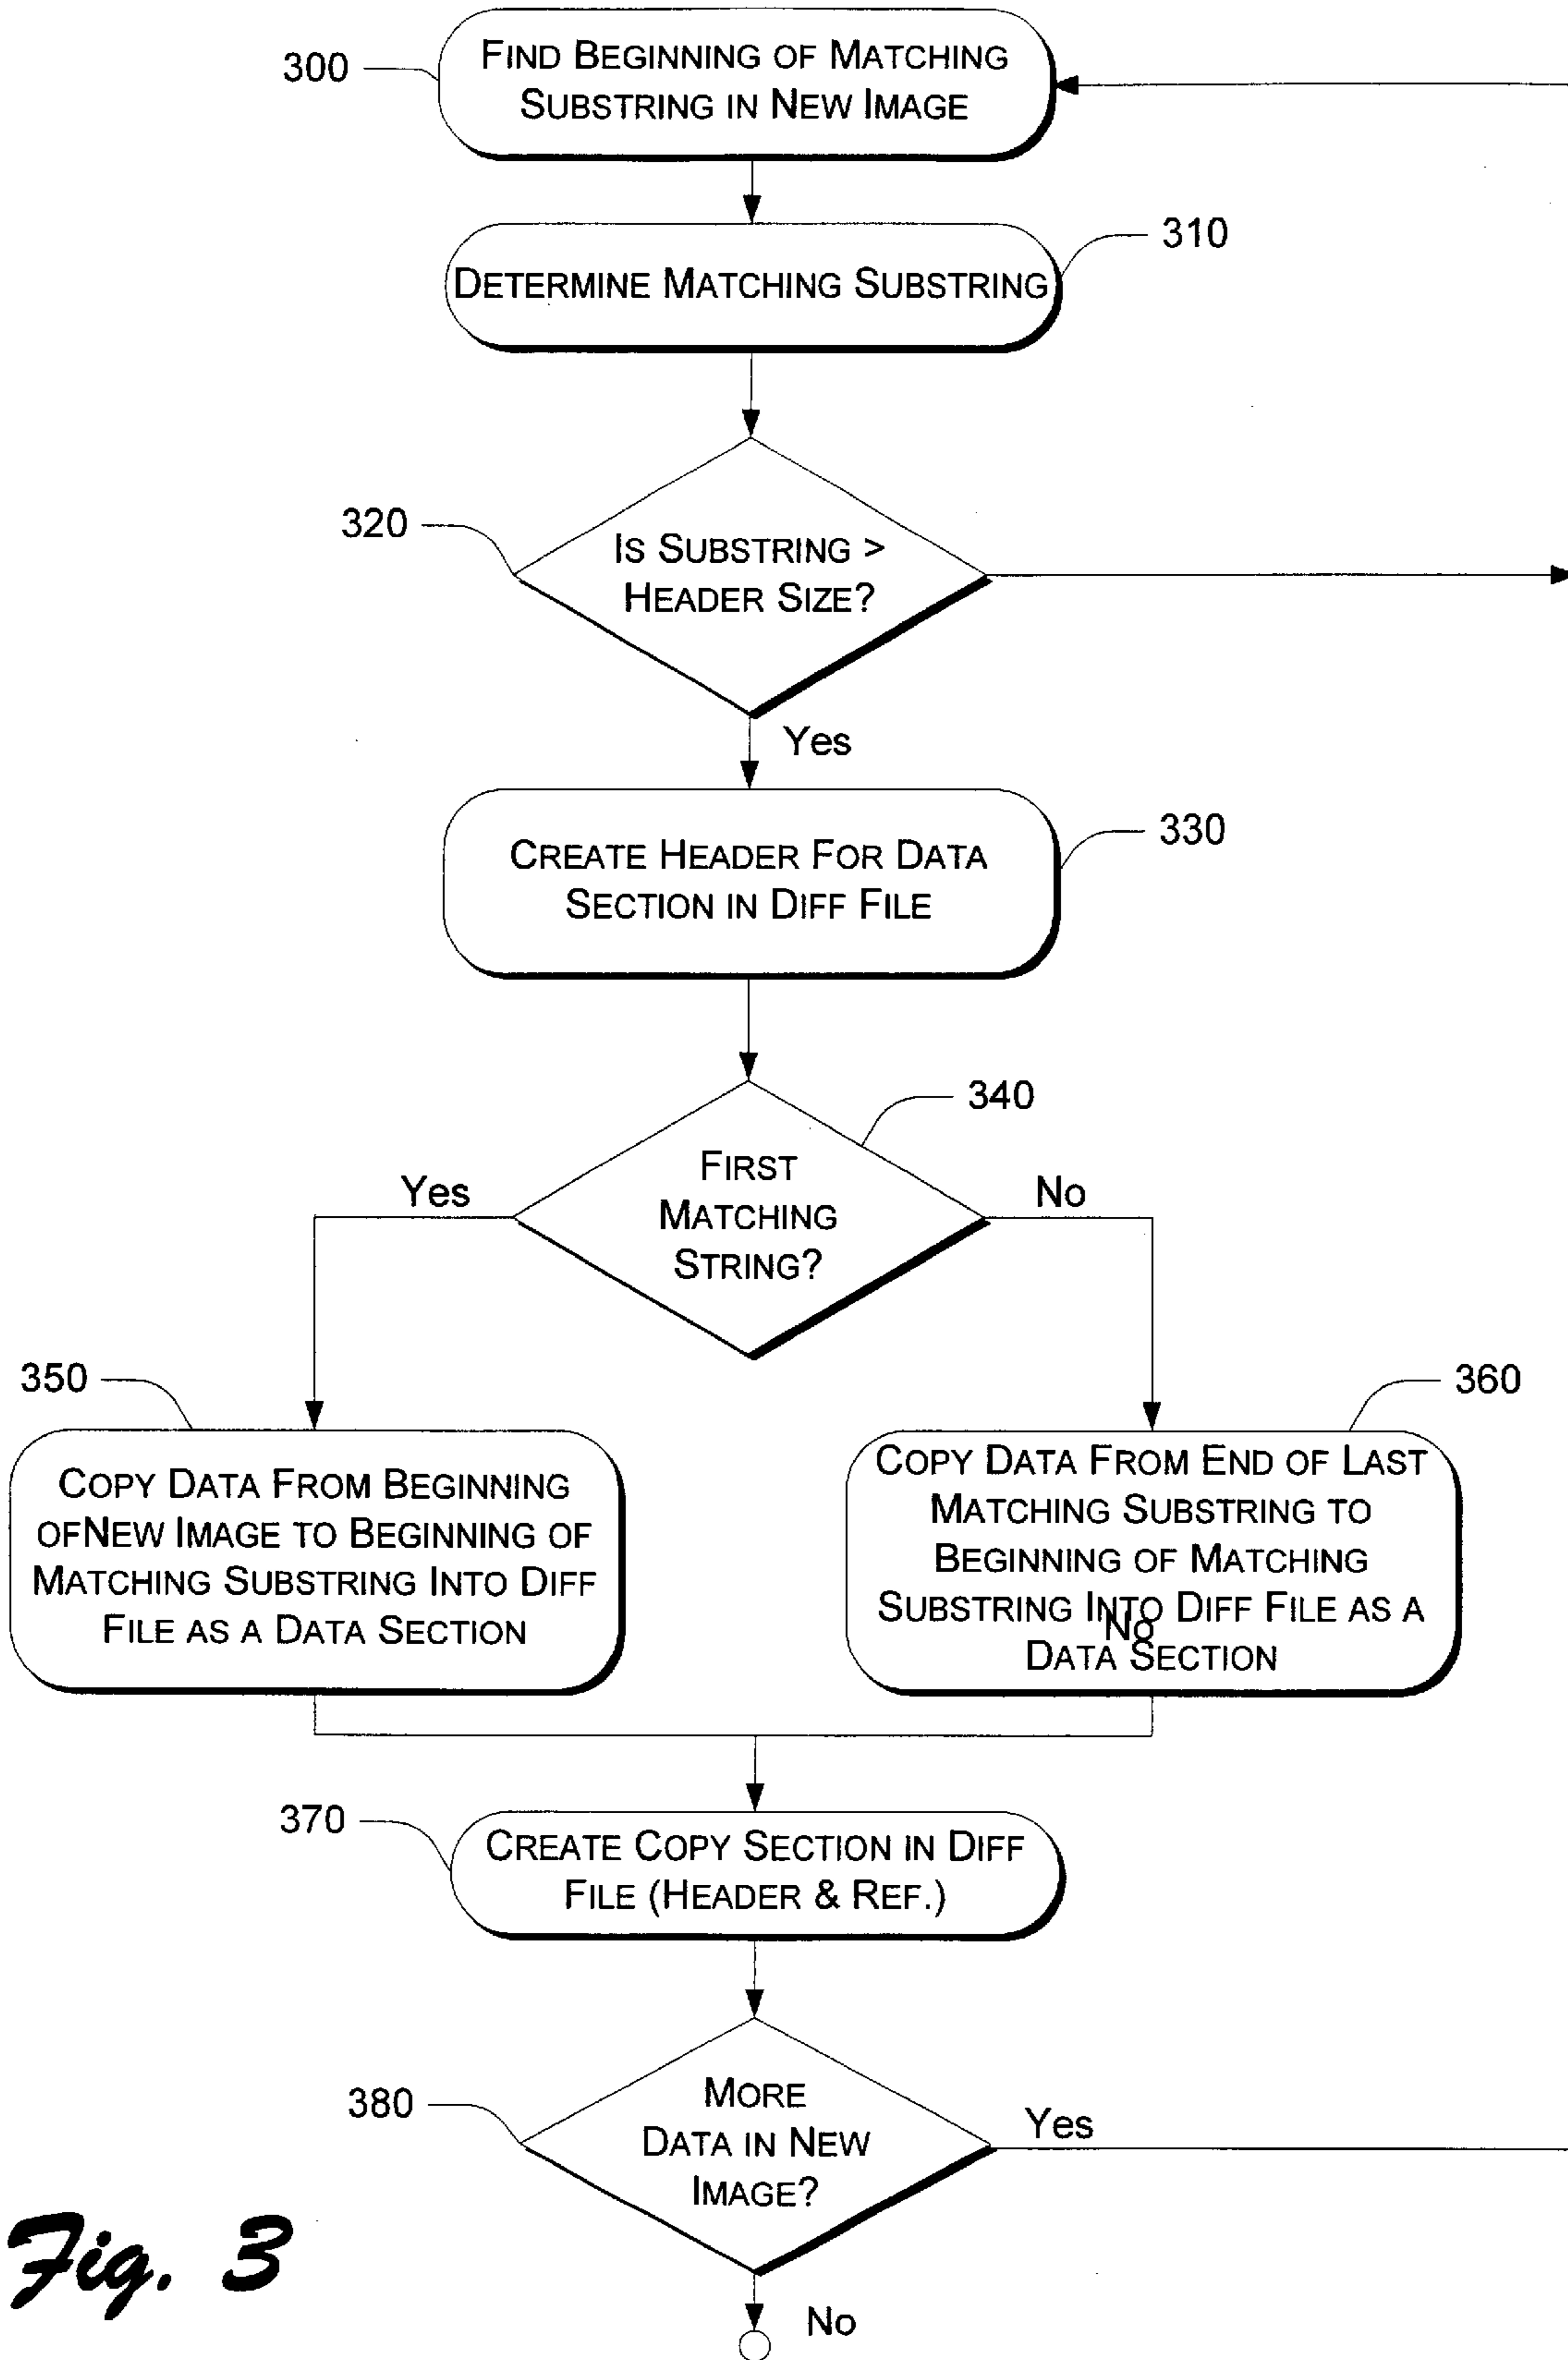 300
FIND BEGINNING OF MATCHING
SUBSTRING IN NEW IMAGE
310
DETERMINE MATCHING SUBSTRING
320
IS SUBSTRING >
HEADER SIZE?
Yes
330
CREATE HEADER FOR DATA
SECTION IN DIFF FILE
340
FIRST
MATCHING
STRING?
Yes
No
350
COPY DATA FROM BEGINNING
OFNEW IMAGE TO BEGINNING OF
MATCHING SUBSTRING INTO DIFF
FILE AS A DATA SECTION
360
COPY DATA FROM END OF LAST
MATCHING SUBSTRING TO
BEGINNING OF MATCHING
SUBSTRING INTO DIFF FILE AS A
No
DATA SECTION
370
CREATE COPY SECTION IN DIFF
FILE (HEADER & REF.)
380
MORE
DATA IN NEW
IMAGE?
Yes
No
Fig. 3